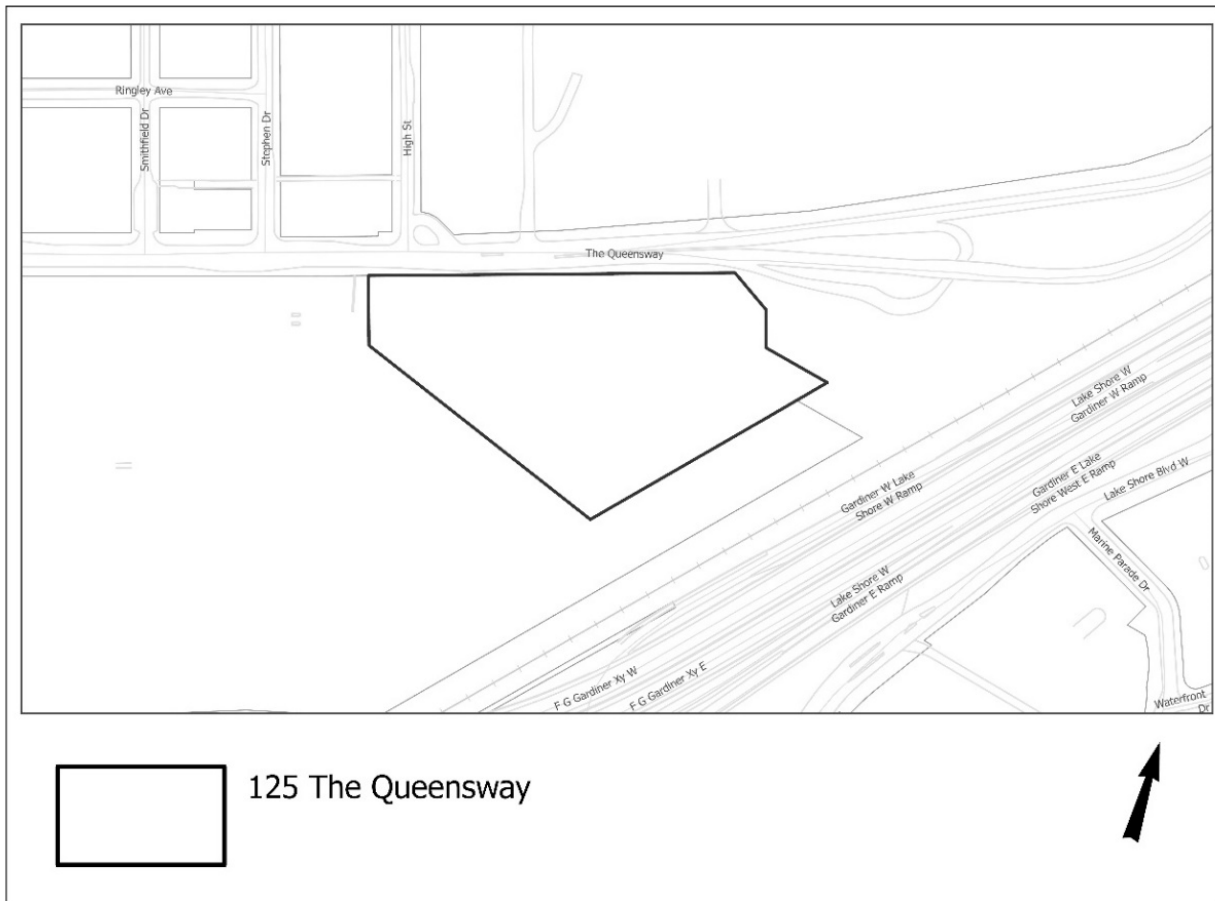 Ringley Ave
Smithfield Dr
Stephen Dr
High St
The Queensway
Lake Shore W
Gardiner W Ramp
Gardiner W Lake
Shore W Ramp
Gardiner E Lake
Shore West E Ramp
Lake Shore Blvd W
Marine Parade Dr
Lake Shore W
Gardiner E Ramp
F G Gardiner Xy W
F G Gardiner Xy E
Waterfront
Dr
125 The Queensway